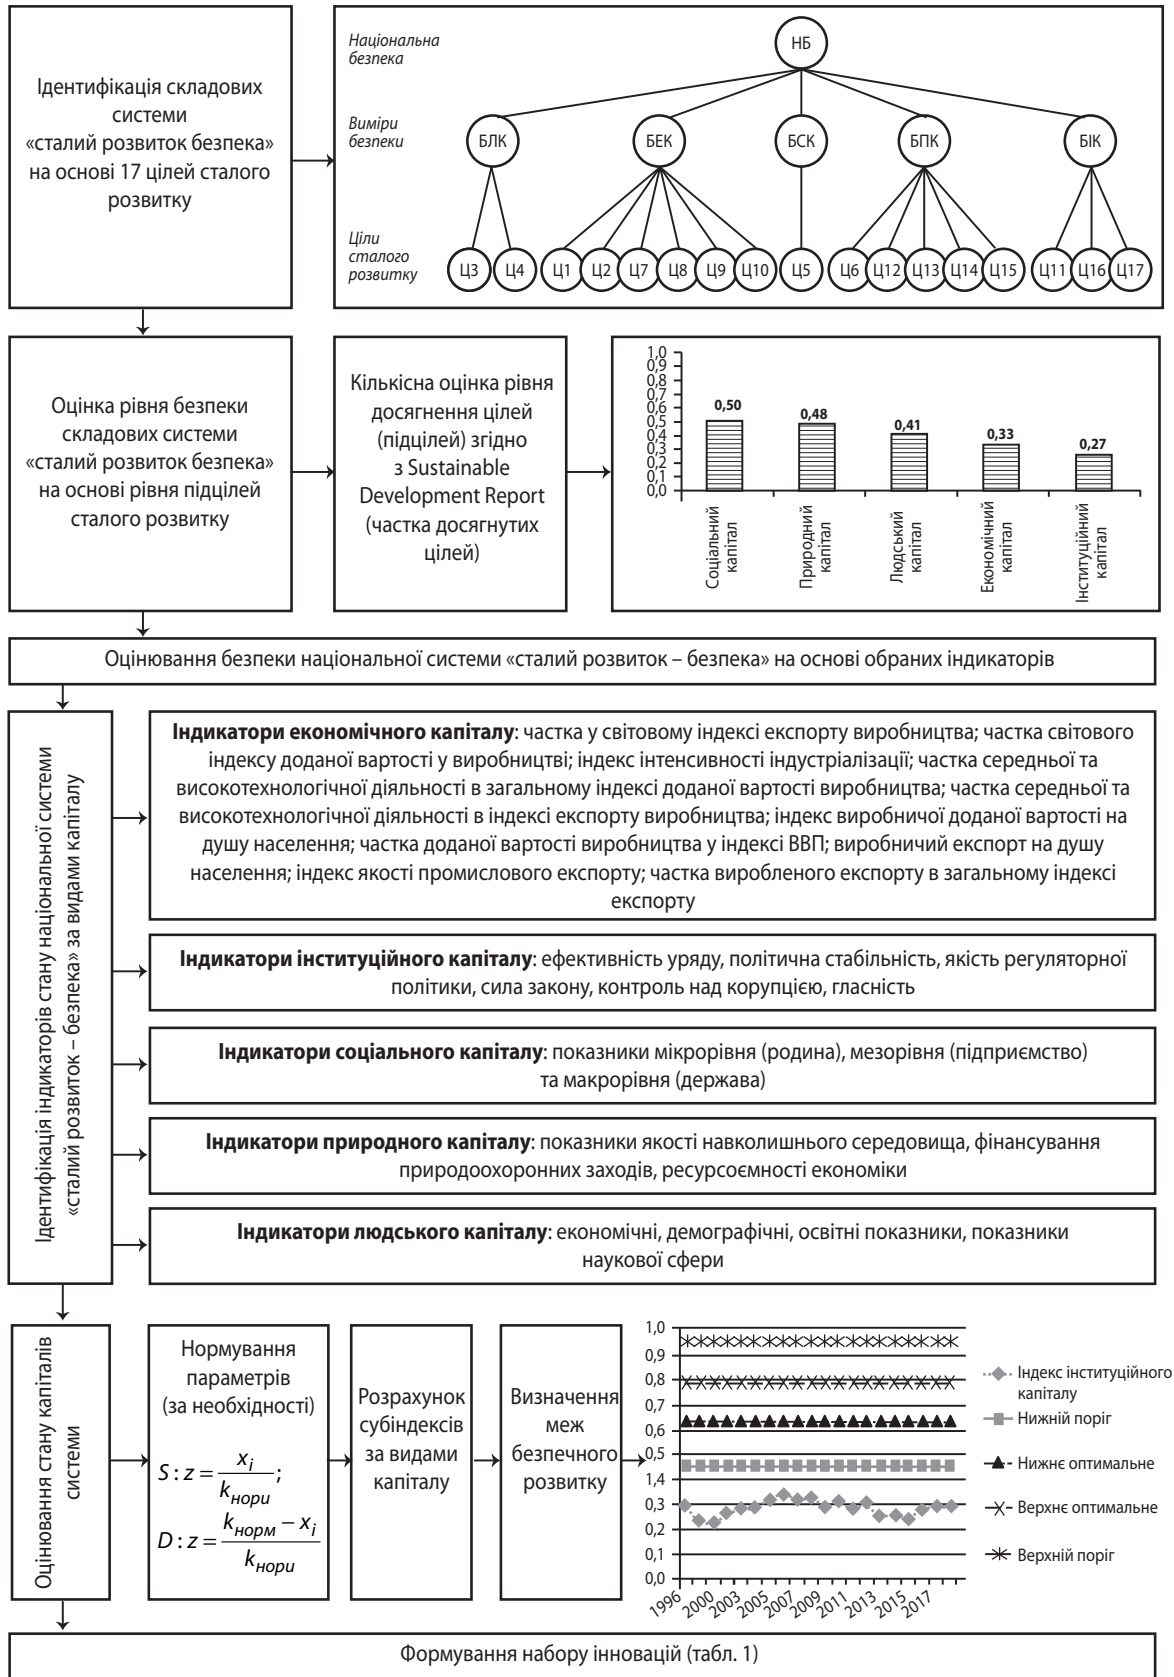 Ідентифікація складових
системи
«сталий розвиток безпека»
на основі 17 цілей сталого
розвитку
Національна
безпека
НБ
Виміри
безпеки
БЛК
БЕК
БСК
БПК
БІК
Ціли
сталого
розвитку
Ц3
Ц4
Ц1
Ц2
Ц7
Ц8
Ц9
Ц10
Ц5
Ц6
Ц12
Ц13
Ц14
Ц15
Ц11
Ц16
Ц17
Оцінка рівня безпеки
складових системи
«сталий розвиток безпека»
на основі рівня підцілей
сталого розвитку
Кількісна оцінка рівня
досягнення цілей
(підцілей) згідно
з Sustainable
Development Report
(частка досягнутих
цілей)
1,0
0,9
0,8
0,7
0,6
0,5
0,4
0,3
0,2
0,1
0,0
0,50
0,48
0,41
0,33
0,27
Соціальний
капітал
Природний
капітал
Людський
капітал
Економічний
капітал
Інституційний
капітал
Оцінювання безпеки національної системи «сталий розвиток – безпека» на основі обраних індикаторів
Ідентифікація індикаторів стану національної системи
«сталий розвиток – безпека» за видами капіталу
Індикатори економічного капіталу: частка у світовому індексі експорту виробництва; частка світового
індексу доданої вартості у виробництві; індекс інтенсивності індустріалізації; частка середньої та
високотехнологічної діяльності в загальному індексі доданої вартості виробництва; частка середньої та
високотехнологічної діяльності в індексі експорту виробництва; індекс виробничої доданої вартості на
душу населення; частка доданої вартості виробництва у індексі ВВП; виробничий експорт на душу
населення; індекс якості промислового експорту; частка виробленого експорту в загальному індексі
експорту
Індикатори інституційного капіталу: ефективність уряду, політична стабільність, якість регуляторної
політики, сила закону, контроль над корупцією, гласність
Індикатори соціального капіталу: показники мікрорівня (родина), мезорівня (підприємство)
та макрорівня (держава)
Індикатори природного капіталу: показники якості навколишнього середовища, фінансування
природоохоронних заходів, ресурсоємності економіки
Індикатори людського капіталу: економічні, демографічні, освітні показники, показники
наукової сфери
Оцінювання стану капіталів
системи
Нормування
параметрів
(за необхідності)
S : z = x_i / k_нори ;
D : z = k_норм − x_i / k_нори
Розрахунок
субіндексів
за видами
капіталу
Визначення
меж
безпечного
розвитку
1,0
0,9
0,8
0,7
0,6
0,5
1,4
0,3
0,2
0,1
0,0
1996
2000
2003
2005
2007
2009
2011
2013
2015
2017
Індекс інституційного
капіталу
Нижній поріг
Нижнє оптимальне
Верхнє оптимальне
Верхній поріг
Формування набору інновацій (табл. 1)